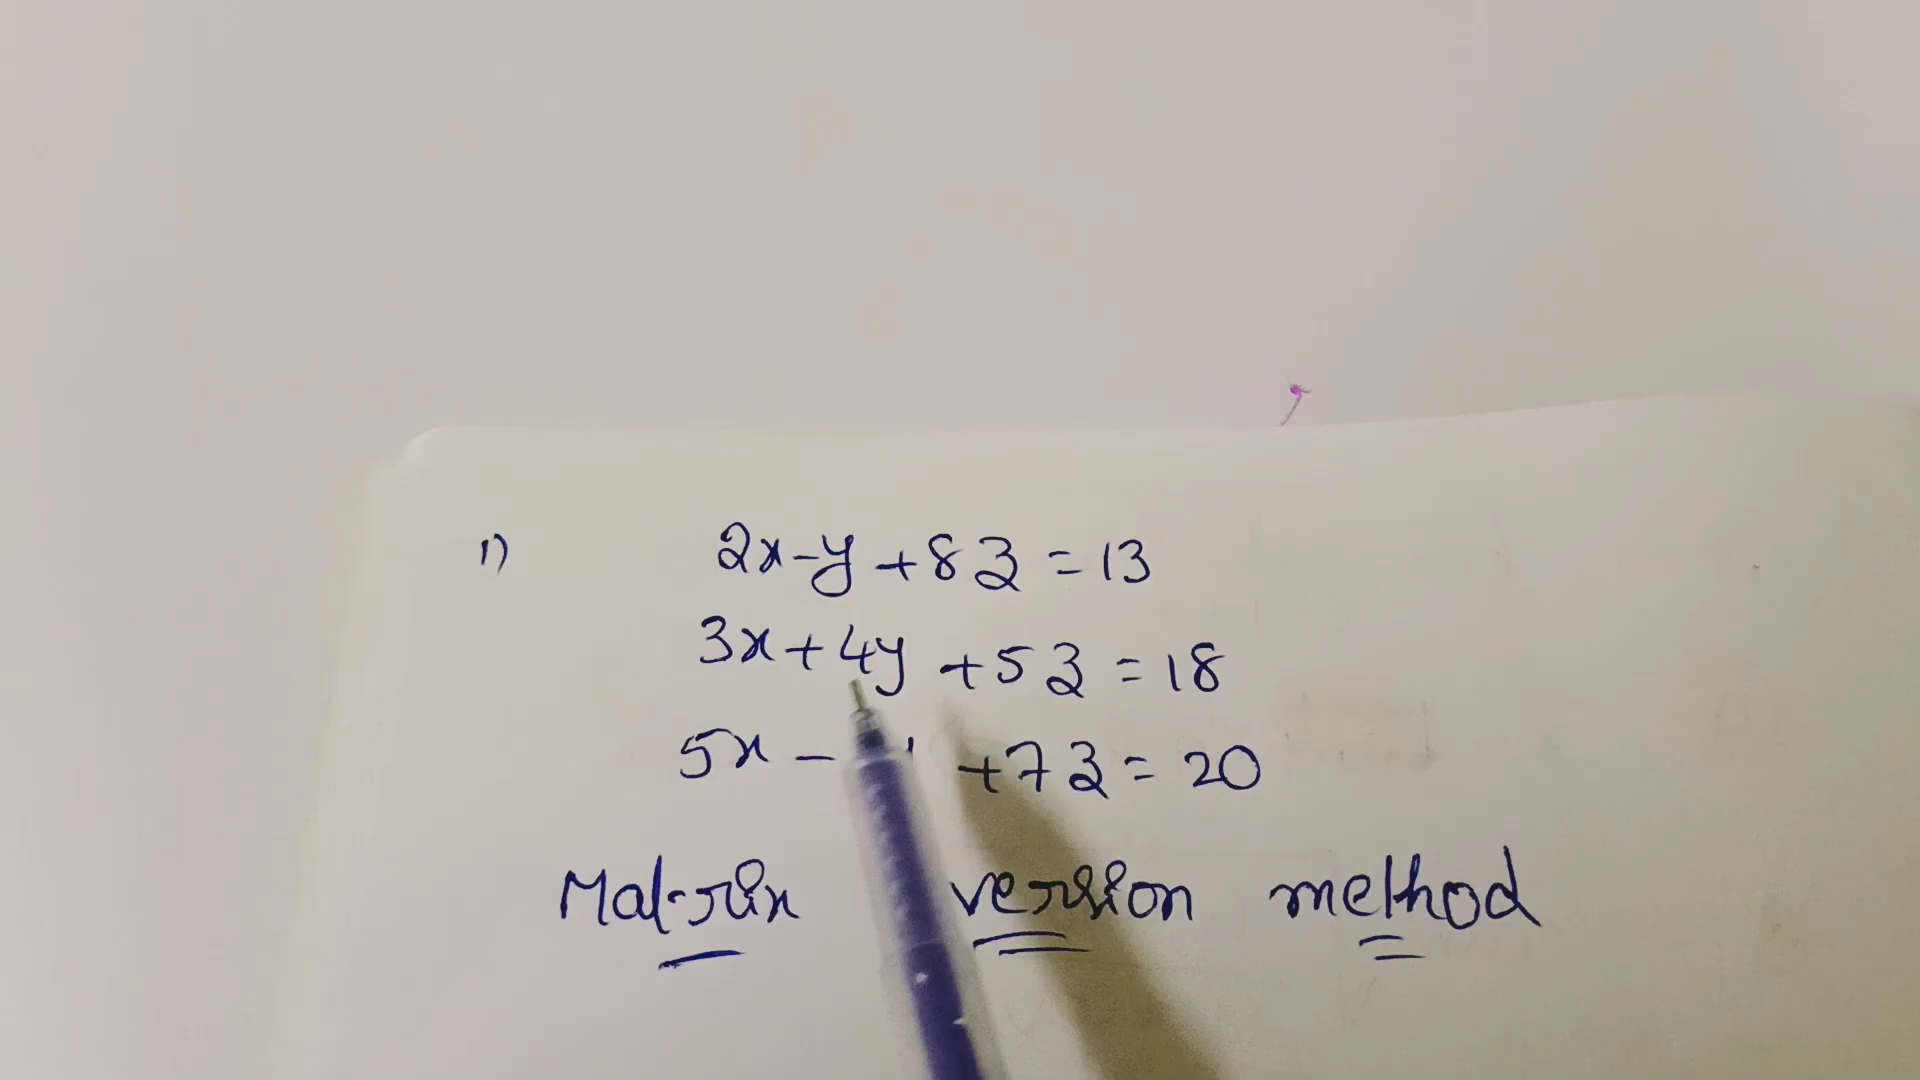 1) 2x-y+8z=13
3x+4y+5z=18
5x- +7z=20
Matrix version method